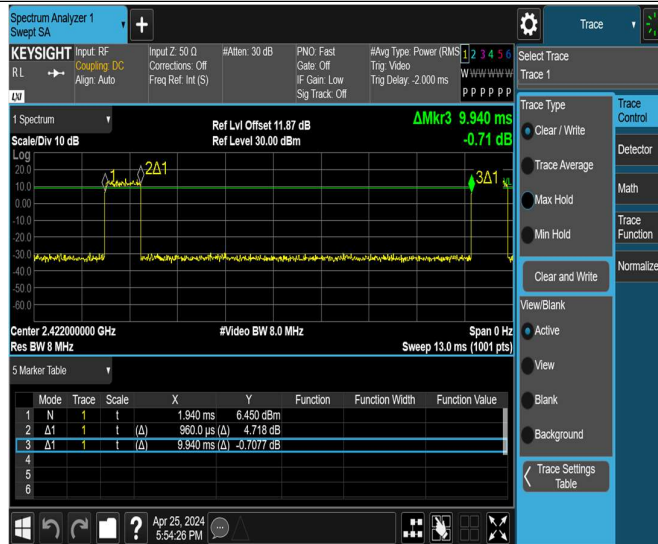 Spectrum Analyzer 1
Swept SA
Trace
KEYSIGHT
RL
LXI
Input: RF
Coupling: DC
Align: Auto
Input Z: 50 Ω
Corrections: Off
Freq Ref: Int (S)
#Atten: 30 dB
PNO: Fast
Gate: Off
IF Gain: Low
Sig Track: Off
#Avg Type: Power (RMS
Trig: Video
Trig Delay: -2.000 ms
1 2 3 4 5 6
W W W W W W
P P P P P P
Select Trace
Trace 1
1 Spectrum
Scale/Div 10 dB
Ref Lvl Offset 11.87 dB
Ref Level 30.00 dBm
ΔMkr3 9.940 ms
-0.71 dB
Log
20.0
10.0
0.00
-10.0
-20.0
-30.0
-40.0
-50.0
-60.0
1
2Δ1
3Δ1
Center 2.422000000 GHz
#Video BW 8.0 MHz
Span 0 Hz
Res BW 8 MHz
Sweep 13.0 ms (1001 pts)
5 Marker Table
Mode Trace Scale X Y Function Function Width Function Value
1 N 1 t 1.940 ms 6.450 dBm
2 Δ1 1 t (Δ) 960.0 µs (Δ) 4.718 dB
3 Δ1 1 t (Δ) 9.940 ms (Δ) -0.7077 dB
4
5
6
Trace Type
Clear / Write
Trace Average
Max Hold
Min Hold
Clear and Write
View/Blank
Active
View
Blank
Background
Trace Settings
Table
Trace
Control
Detector
Math
Trace
Function
Normalize
?
Apr 25, 2024
5:54:26 PM